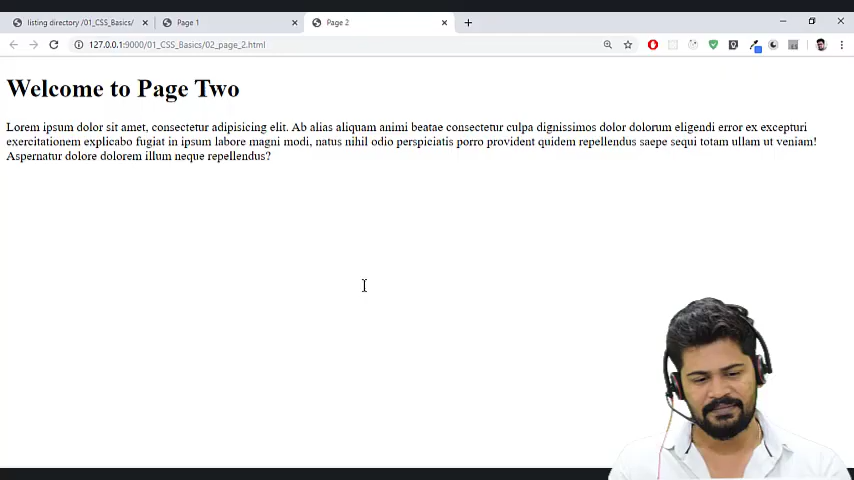 listing directory /01_CSS_Basics/
Page 1
Page 2
127.0.0.1:9000/01_CSS_Basics/02_page_2.html
Welcome to Page Two
Lorem ipsum dolor sit amet, consectetur adipisicing elit. Ab alias aliquam animi beatae consectetur culpa dignissimos dolor dolorum eligendi error ex excepturi
exercitationem explicabo fugiat in ipsum labore magni modi, natus nihil odio perspiciatis porro provident quidem repellendus saepe sequi totam ullam ut veniam!
Aspernatur dolore dolorem illum neque repellendus?